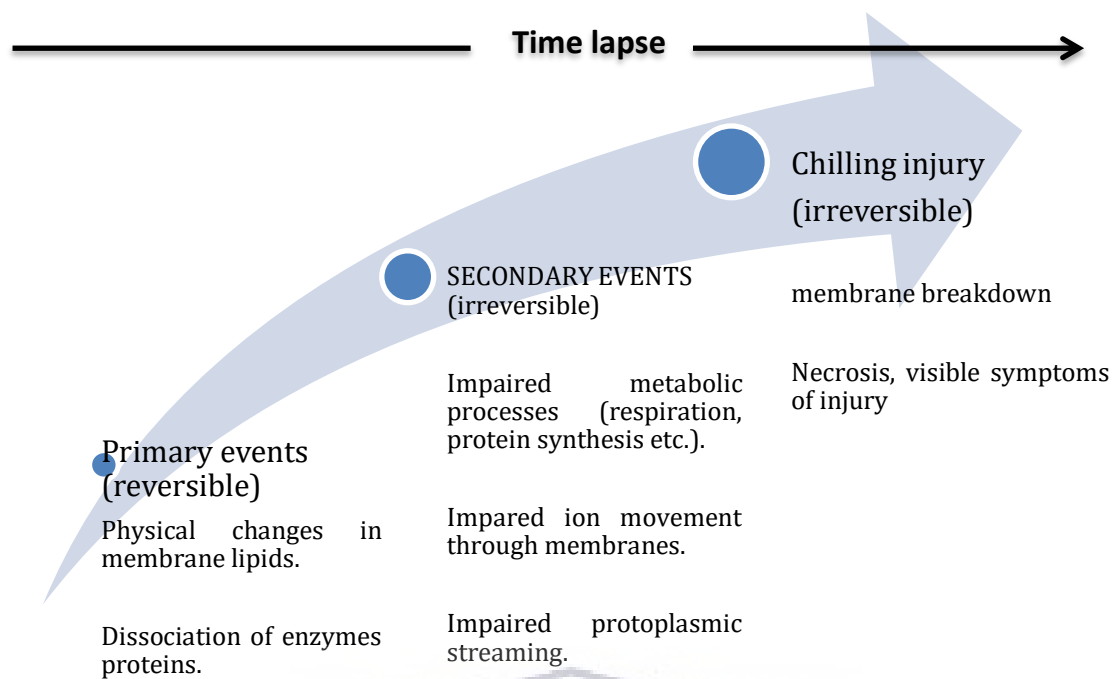 Time lapse
Primary events
(reversible)
Physical changes in
membrane lipids.
Dissociation of enzymes
proteins.
SECONDARY EVENTS
(irreversible)
Impaired metabolic
processes (respiration,
protein synthesis etc.).
Impared ion movement
through membranes.
Impaired protoplasmic
streaming.
Chilling injury
(irreversible)
membrane breakdown
Necrosis, visible symptoms
of injury